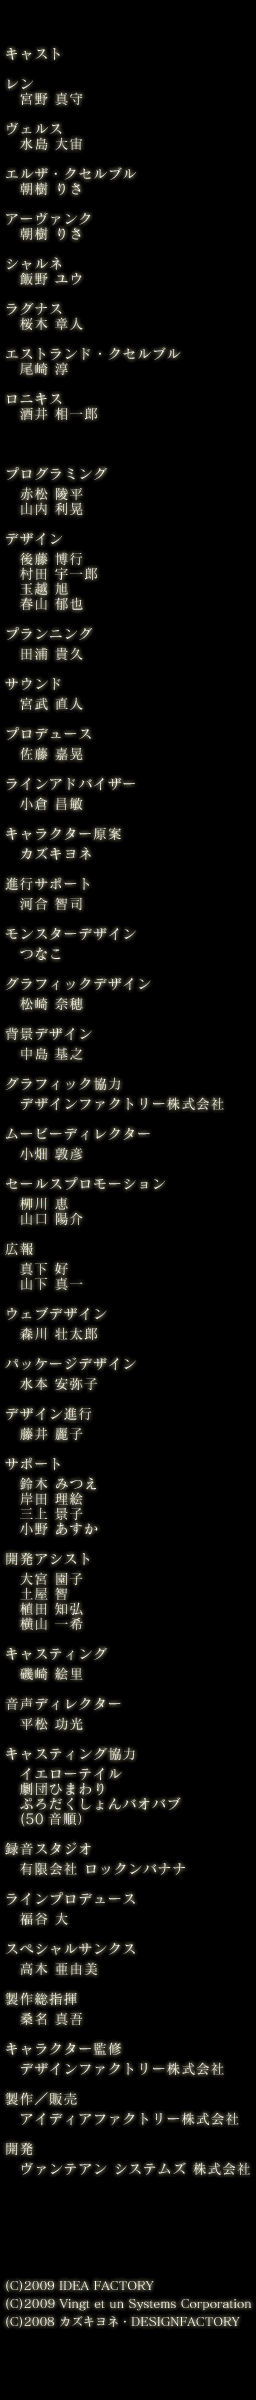 キャスト
レン
宮野 真守
ヴェルス
水島 大宙
エルザ・クセルブル
朝樹 りさ
アーヴァンク
朝樹 りさ
シャルネ
飯野 ユウ
ラグナス
桜木 章人
エストランド・クセルブル
尾崎 淳
ロニキス
酒井 相一郎
プログラミング
赤松 陵平
山内 利晃
デザイン
後藤 博行
村田 宇一郎
玉越 旭
春山 郁也
プランニング
田浦 貴久
サウンド
宮武 直人
プロデュース
佐藤 嘉晃
ラインアドバイザー
小倉 昌敏
キャラクター原案
カズキヨネ
進行サポート
河合 智司
モンスターデザイン
つなこ
グラフィックデザイン
松崎 奈穂
背景デザイン
中島 基之
グラフィック協力
デザインファクトリー株式会社
ムービーディレクター
小畑 敦彦
セールスプロモーション
柳川 恵
山口 陽介
広報
真下 好
山下 真一
ウェブデザイン
森川 壮太郎
パッケージデザイン
水本 安弥子
デザイン進行
藤井 麗子
サポート
鈴木 みつえ
岸田 理絵
三上 景子
小野 あすか
開発アシスト
大宮 園子
土屋 智
植田 知弘
横山 一希
キャスティング
磯崎 絵里
音声ディレクター
平松 功光
キャスティング協力
イエローテイル
劇団ひまわり
ぷろだくしょんバオバブ
(50 音順)
録音スタジオ
有限会社 ロックンバナナ
ラインプロデュース
福谷 大
スペシャルサンクス
高木 亜由美
製作総指揮
桑名 真吾
キャラクター監修
デザインファクトリー株式会社
製作／販売
アイディアファクトリー株式会社
開発
ヴァンテアン システムズ 株式会社
(C)2009 IDEA FACTORY
(C)2009 Vingt et un Systems Corporation
(C)2008 カズキヨネ・DESIGNFACTORY